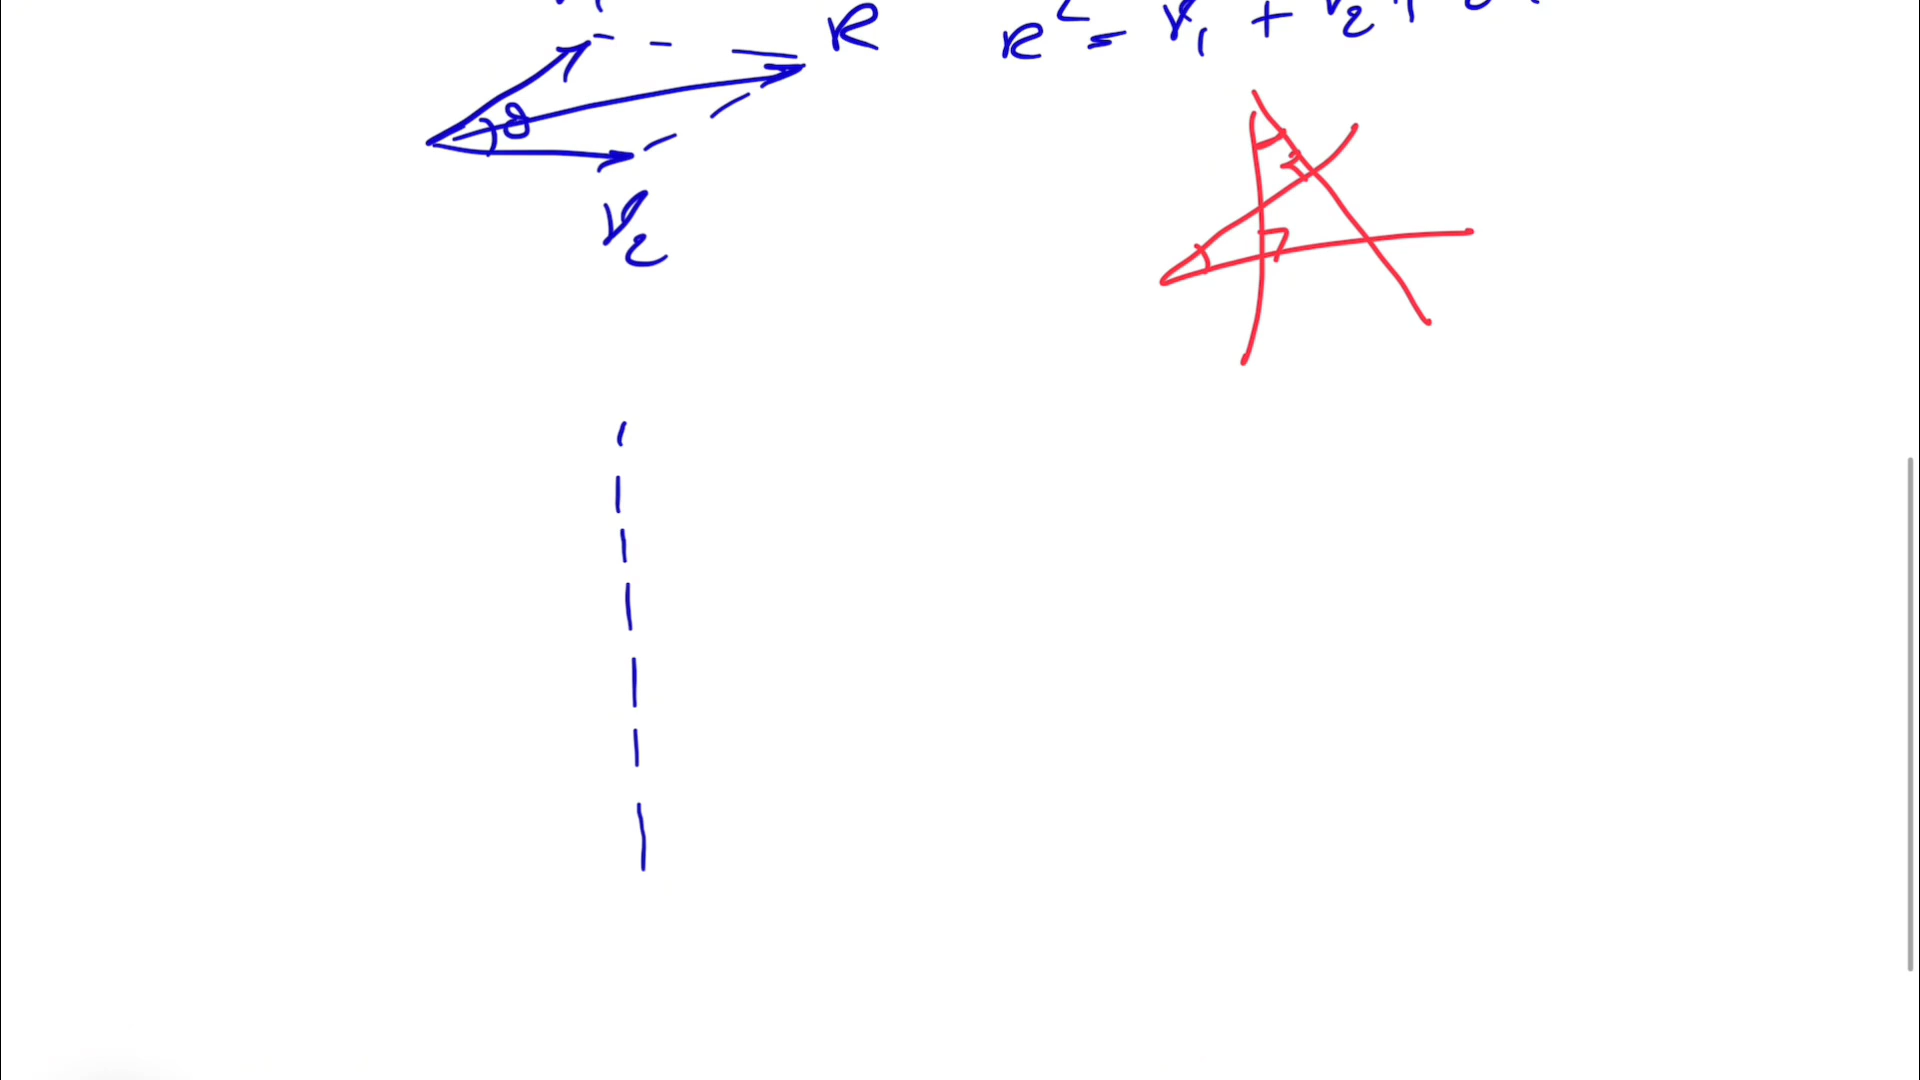 R
R² = V₁ + V₂
θ
V₂